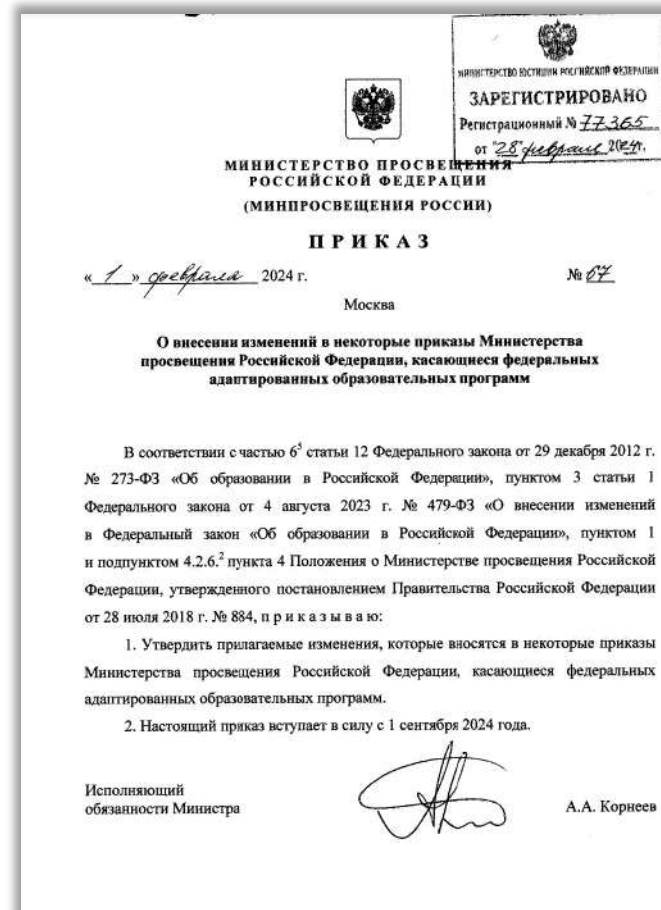 МИНИСТЕРСТВО ЮСТИЦИИ РОССИЙСКОЙ ФЕДЕРАЦИИ
ЗАРЕГИСТРИРОВАНО
Регистрационный № 77365
от "28" февраля 2024г.
МИНИСТЕРСТВО ПРОСВЕЩЕНИЯ
РОССИЙСКОЙ ФЕДЕРАЦИИ
(МИНПРОСВЕЩЕНИЯ РОССИИ)
ПРИКАЗ
« 1 » февраля 2024 г.
№ 67
Москва
О внесении изменений в некоторые приказы Министерства
просвещения Российской Федерации, касающиеся федеральных
адаптированных образовательных программ
В соответствии с частью 6⁵ статьи 12 Федерального закона от 29 декабря 2012 г.
№ 273-ФЗ «Об образовании в Российской Федерации», пунктом 3 статьи 1
Федерального закона от 4 августа 2023 г. № 479-ФЗ «О внесении изменений
в Федеральный закон «Об образовании в Российской Федерации», пунктом 1
и подпунктом 4.2.6.² пункта 4 Положения о Министерстве просвещения Российской
Федерации, утвержденного постановлением Правительства Российской Федерации
от 28 июля 2018 г. № 884, п р и к а з ы в а ю:
1. Утвердить прилагаемые изменения, которые вносятся в некоторые приказы
Министерства просвещения Российской Федерации, касающиеся федеральных
адаптированных образовательных программ.
2. Настоящий приказ вступает в силу с 1 сентября 2024 года.
Исполняющий
обязанности Министра
А.А. Корнеев